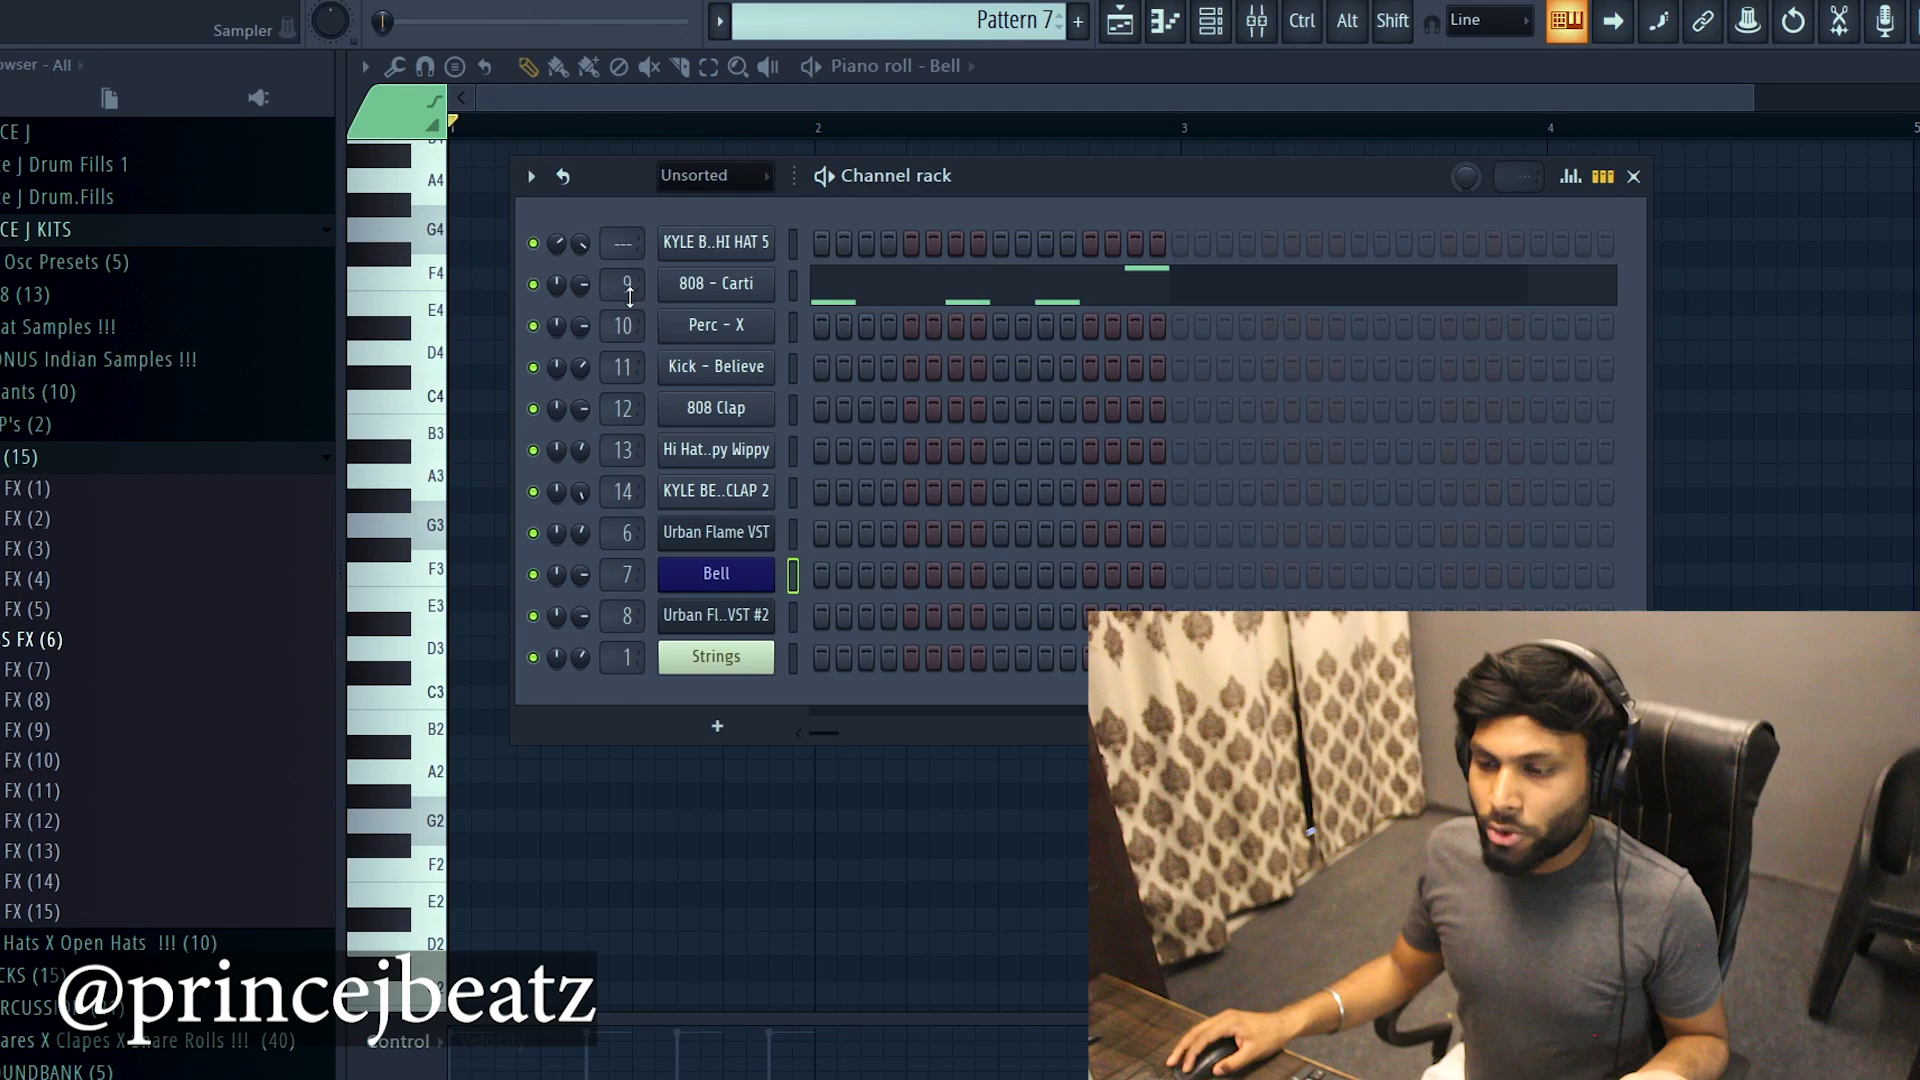 Sampler
Pattern 7
Ctrl
Alt
Shift
Line
owser - All
Piano roll - Bell
CE J
e J Drum Fills 1
e J Drum.Fills
CE J KITS
Osc Presets (5)
8 (13)
at Samples !!!
ONUS Indian Samples !!!
ants (10)
P's (2)
(15)
FX (1)
FX (2)
FX (3)
FX (4)
FX (5)
S FX (6)
FX (7)
FX (8)
FX (9)
FX (10)
FX (11)
FX (12)
FX (13)
FX (14)
FX (15)
Hats X Open Hats !!! (10)
CKS (15)
ares X Clapes X Snare Rolls !!! (40)
OUNDBANK (5)
2
3
4
5
A4
G4
F4
E4
D4
C4
B3
A3
G3
F3
E3
D3
C3
B2
A2
G2
F2
E2
D2
Unsorted
Channel rack
---
--- KYLE B..HI HAT 5
9 808 - Carti
10 Perc - X
11 Kick - Believe
12 808 Clap
13 Hi Hat..py Wippy
14 KYLE BE..CLAP 2
6 Urban Flame VST
7 Bell
8 Urban Fl..VST #2
1 Strings
+
Control
Velocity
@princejbeatz